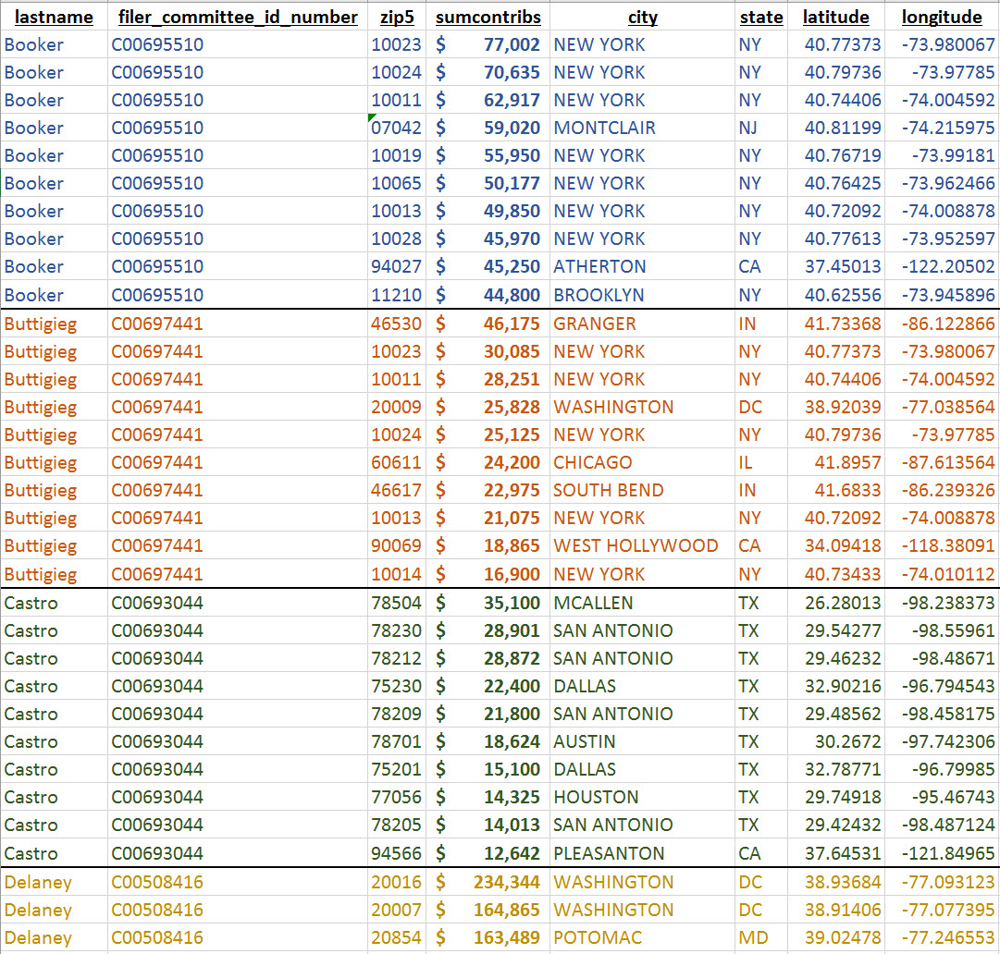 lastname filer_committee_id_number zip5 sumcontribs city state latitude longitude
Booker C00695510 10023 $ 77,002 NEW YORK NY 40.77373 -73.980067
Booker C00695510 10024 $ 70,635 NEW YORK NY 40.79736 -73.97785
Booker C00695510 10011 $ 62,917 NEW YORK NY 40.74406 -74.004592
Booker C00695510 07042 $ 59,020 MONTCLAIR NJ 40.81199 -74.215975
Booker C00695510 10019 $ 55,950 NEW YORK NY 40.76719 -73.99181
Booker C00695510 10065 $ 50,177 NEW YORK NY 40.76425 -73.962466
Booker C00695510 10013 $ 49,850 NEW YORK NY 40.72092 -74.008878
Booker C00695510 10028 $ 45,970 NEW YORK NY 40.77613 -73.952597
Booker C00695510 94027 $ 45,250 ATHERTON CA 37.45013 -122.20502
Booker C00695510 11210 $ 44,800 BROOKLYN NY 40.62556 -73.945896
Buttigieg C00697441 46530 $ 46,175 GRANGER IN 41.73368 -86.122866
Buttigieg C00697441 10023 $ 30,085 NEW YORK NY 40.77373 -73.980067
Buttigieg C00697441 10011 $ 28,251 NEW YORK NY 40.74406 -74.004592
Buttigieg C00697441 20009 $ 25,828 WASHINGTON DC 38.92039 -77.038564
Buttigieg C00697441 10024 $ 25,125 NEW YORK NY 40.79736 -73.97785
Buttigieg C00697441 60611 $ 24,200 CHICAGO IL 41.8957 -87.613564
Buttigieg C00697441 46617 $ 22,975 SOUTH BEND IN 41.6833 -86.239326
Buttigieg C00697441 10013 $ 21,075 NEW YORK NY 40.72092 -74.008878
Buttigieg C00697441 90069 $ 18,865 WEST HOLLYWOOD CA 34.09418 -118.38091
Buttigieg C00697441 10014 $ 16,900 NEW YORK NY 40.73433 -74.010112
Castro C00693044 78504 $ 35,100 MCALLEN TX 26.28013 -98.238373
Castro C00693044 78230 $ 28,901 SAN ANTONIO TX 29.54277 -98.55961
Castro C00693044 78212 $ 28,872 SAN ANTONIO TX 29.46232 -98.48671
Castro C00693044 75230 $ 22,400 DALLAS TX 32.90216 -96.794543
Castro C00693044 78209 $ 21,800 SAN ANTONIO TX 29.48562 -98.458175
Castro C00693044 78701 $ 18,624 AUSTIN TX 30.2672 -97.742306
Castro C00693044 75201 $ 15,100 DALLAS TX 32.78771 -96.79985
Castro C00693044 77056 $ 14,325 HOUSTON TX 29.74918 -95.46743
Castro C00693044 78205 $ 14,013 SAN ANTONIO TX 29.42432 -98.487124
Castro C00693044 94566 $ 12,642 PLEASANTON CA 37.64531 -121.84965
Delaney C00508416 20016 $ 234,344 WASHINGTON DC 38.93684 -77.093123
Delaney C00508416 20007 $ 164,865 WASHINGTON DC 38.91406 -77.077395
Delaney C00508416 20854 $ 163,489 POTOMAC MD 39.02478 -77.246553